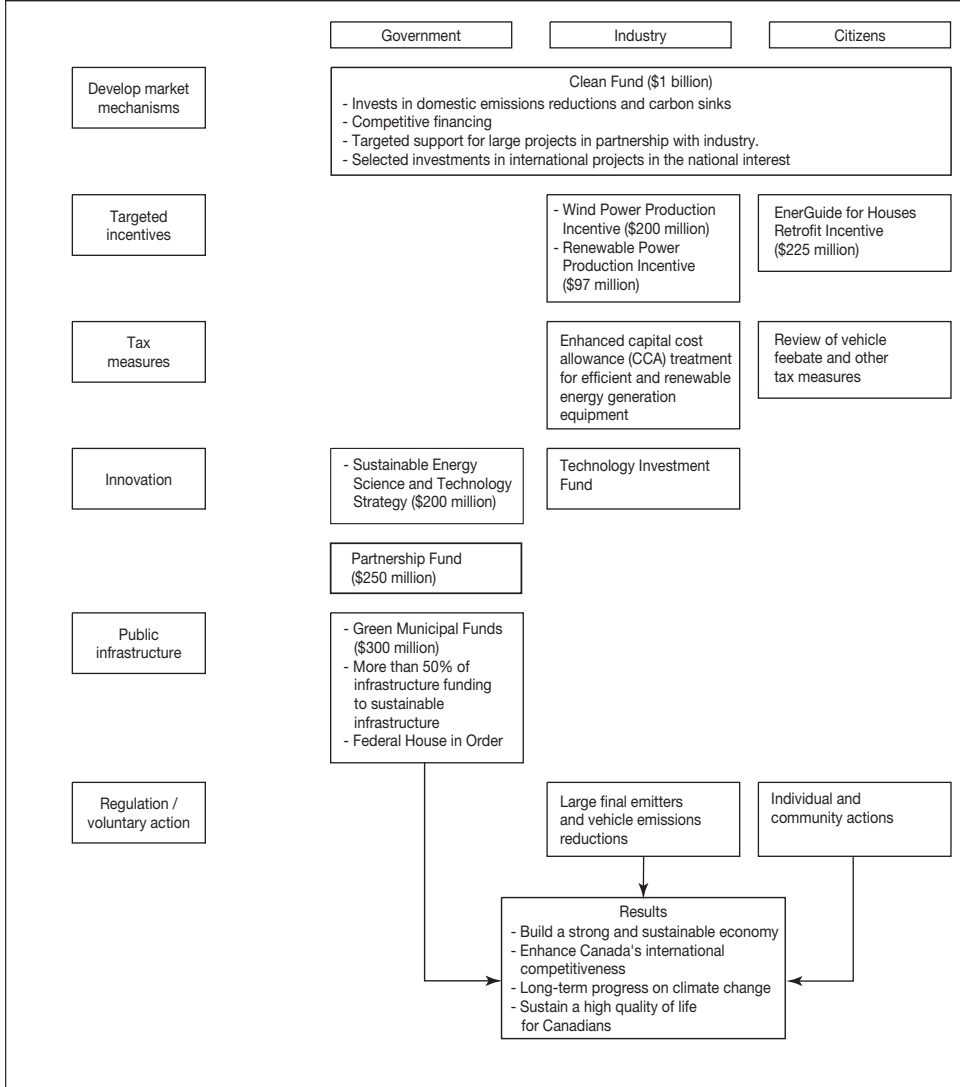 Government
Industry
Citizens
Develop market
mechanisms
Clean Fund ($1 billion)
- Invests in domestic emissions reductions and carbon sinks
- Competitive financing
- Targeted support for large projects in partnership with industry.
- Selected investments in international projects in the national interest
Targeted
incentives
- Wind Power Production
Incentive ($200 million)
- Renewable Power
Production Incentive
($97 million)
EnerGuide for Houses
Retrofit Incentive
($225 million)
Tax
measures
Enhanced capital cost
allowance (CCA) treatment
for efficient and renewable
energy generation
equipment
Review of vehicle
feebate and other
tax measures
Innovation
- Sustainable Energy
Science and Technology
Strategy ($200 million)
Technology Investment
Fund
Partnership Fund
($250 million)
Public
infrastructure
- Green Municipal Funds
($300 million)
- More than 50% of
infrastructure funding
to sustainable
infrastructure
- Federal House in Order
Regulation /
voluntary action
Large final emitters
and vehicle emissions
reductions
Individual and
community actions
Results
- Build a strong and sustainable economy
- Enhance Canada's international
competitiveness
- Long-term progress on climate change
- Sustain a high quality of life
for Canadians